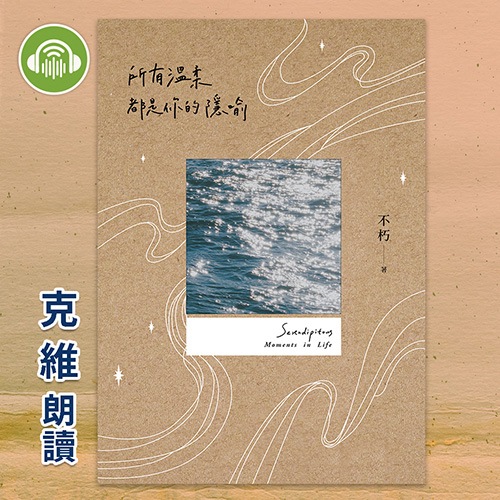 所有溫柔
都是你的隱喻
不朽
著
Serendipitous
Moments in Life
克維朗讀